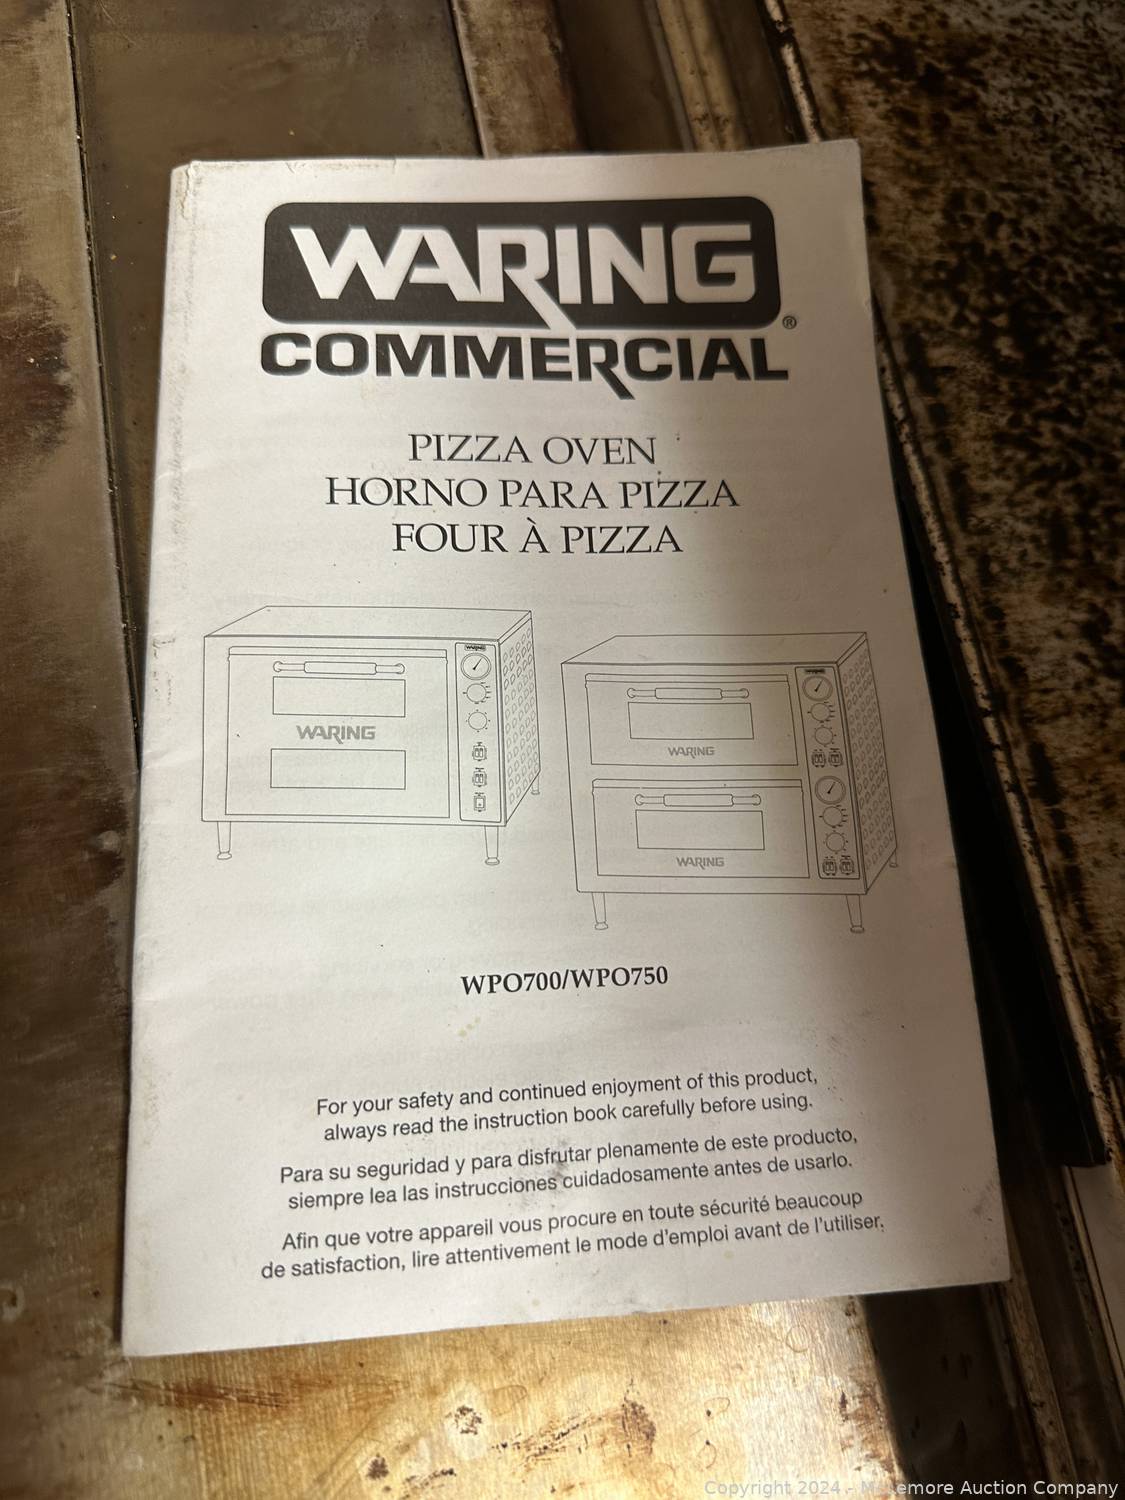 WARING
COMMERCIAL
®
PIZZA OVEN
HORNO PARA PIZZA
FOUR À PIZZA
WARING
WARING
WARING
WARING
WARING
WPO700/WPO750
For your safety and continued enjoyment of this product,
always read the instruction book carefully before using.
Para su seguridad y para disfrutar plenamente de este producto,
siempre lea las instrucciones cuidadosamente antes de usarlo.
Afin que votre appareil vous procure en toute sécurité beaucoup
de satisfaction, lire attentivement le mode d'emploi avant de l'utiliser.
Copyright 2024 - McLemore Auction Company